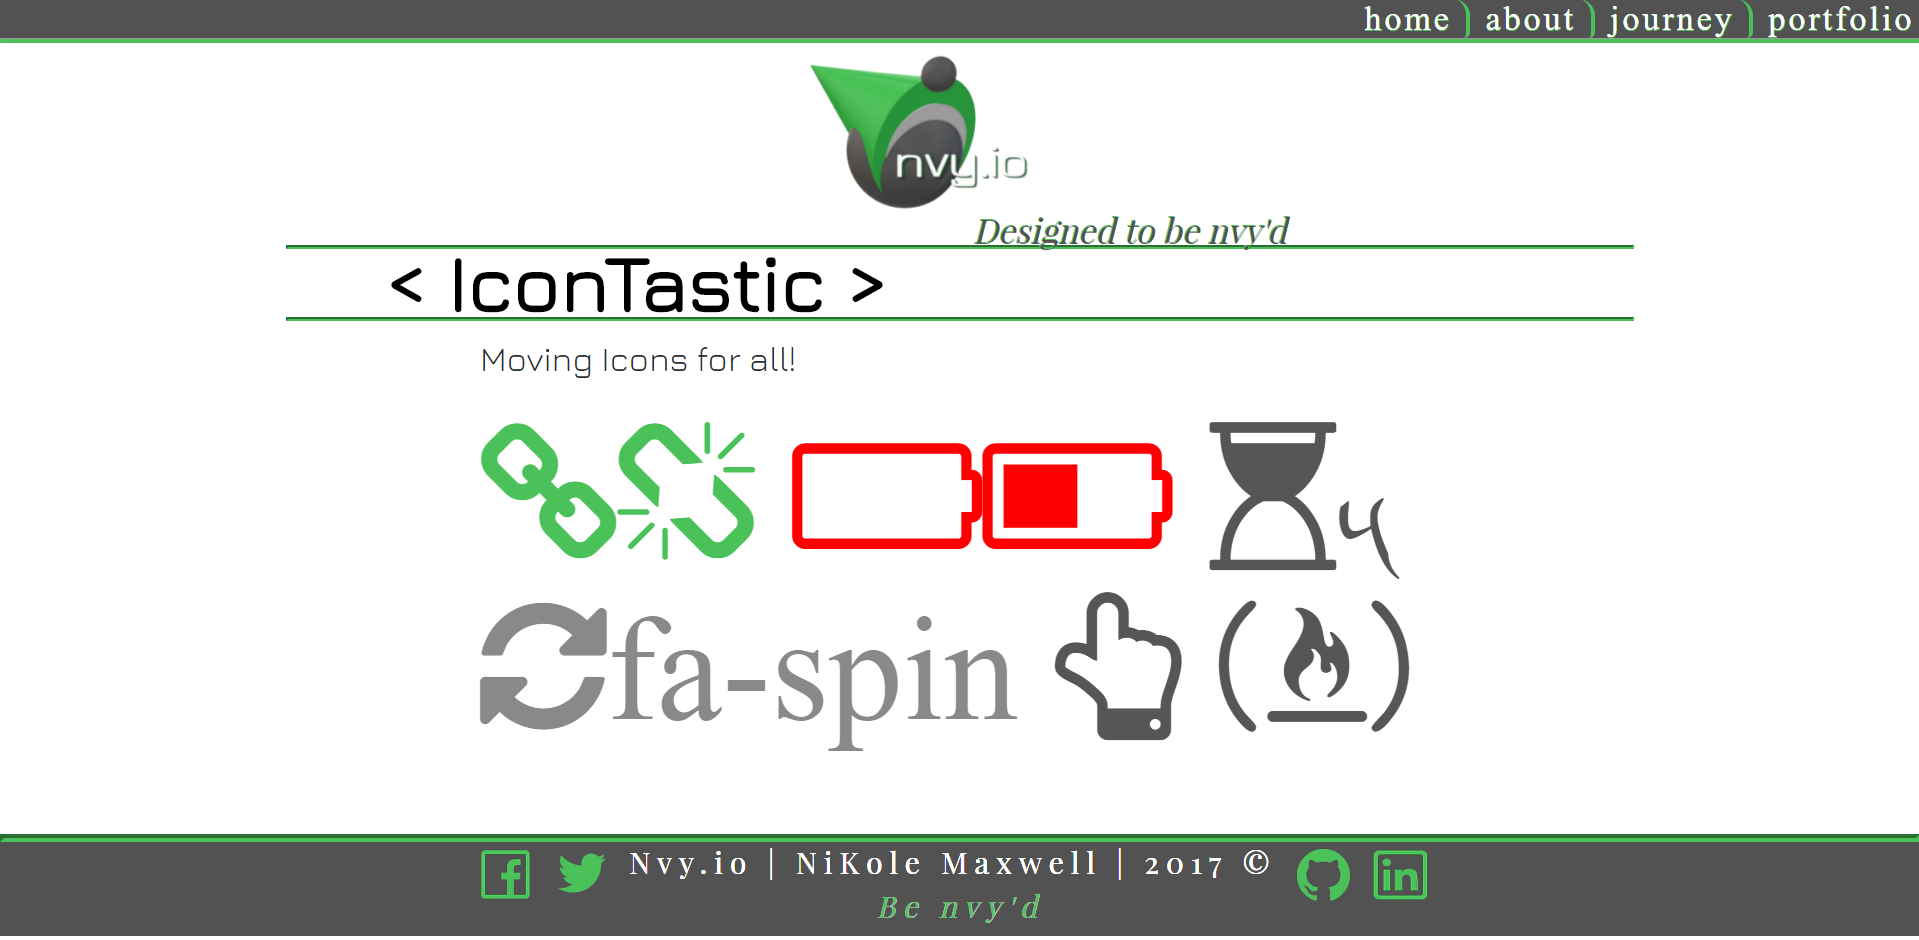 home about journey portfolio
nvy.io
Designed to be nvy'd
< IconTastic >
Moving Icons for all!
4
fa-spin
Nvy.io | NiKole Maxwell | 2017 ©
Be nvy'd